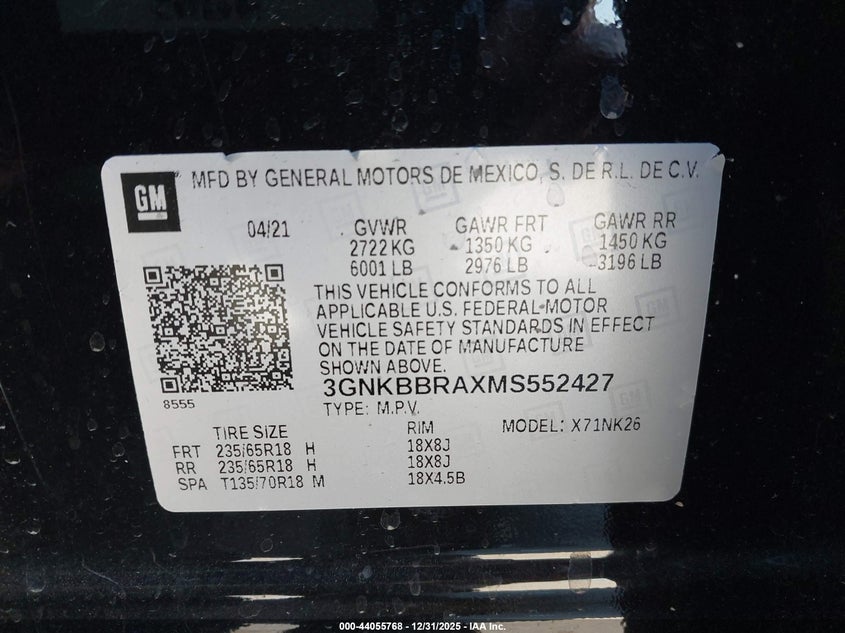 GM
MFD BY GENERAL MOTORS DE MEXICO, S. DE R.L. DE C.V.
04/21 GVWR GAWR FRT GAWR RR
2722 KG 1350 KG 1450 KG
6001 LB 2976 LB 3196 LB
THIS VEHICLE CONFORMS TO ALL
APPLICABLE U.S. FEDERAL MOTOR
VEHICLE SAFETY STANDARDS IN EFFECT
ON THE DATE OF MANUFACTURE
SHOWN ABOVE.
8555
3GNKBBRAXMS552427
TYPE: M.P.V.
TIRE SIZE RIM MODEL: X71NK26
FRT 235/65R18 H 18X8J
RR 235/65R18 H 18X8J
SPA T135/70R18 M 18X4.5B
000-44055768 - 12/31/2025 - IAA Inc.